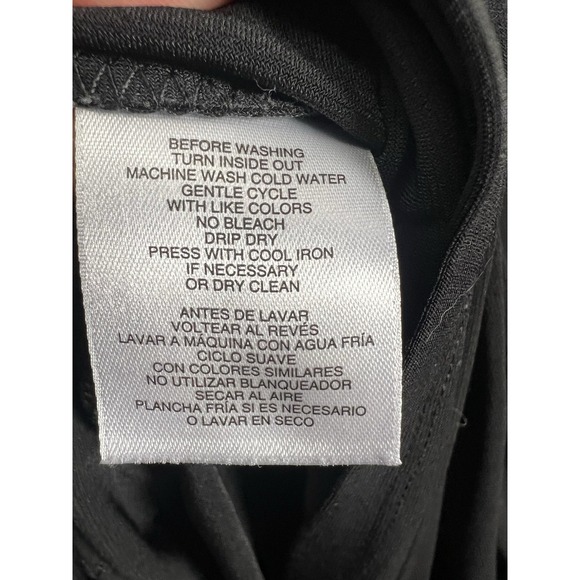 BEFORE WASHING
TURN INSIDE OUT
MACHINE WASH COLD WATER
GENTLE CYCLE
WITH LIKE COLORS
NO BLEACH
DRIP DRY
PRESS WITH COOL IRON
IF NECESSARY
OR DRY CLEAN
ANTES DE LAVAR
VOLTEAR AL REVÉS
LAVAR A MÁQUINA CON AGUA FRÍA
CICLO SUAVE
CON COLORES SIMILARES
NO UTILIZAR BLANQUEADOR
SECAR AL AIRE
PLANCHA FRÍA SI ES NECESARIO
O LAVAR EN SECO